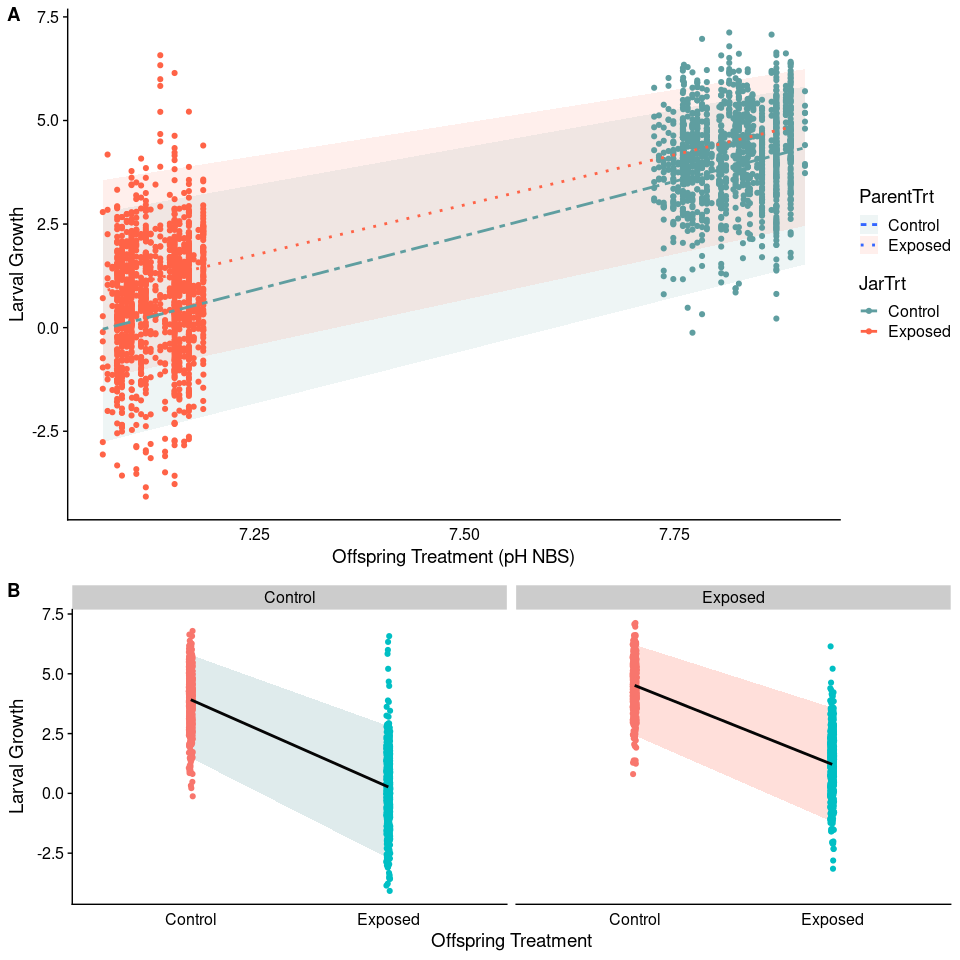 A
7.5
5.0
2.5
0.0
-2.5
Larval Growth
7.25 7.50 7.75
Offspring Treatment (pH NBS)
ParentTrt
Control
Exposed
JarTrt
Control
Exposed
B
Control Exposed
7.5
5.0
2.5
0.0
-2.5
Larval Growth
Control Exposed Control Exposed
Offspring Treatment